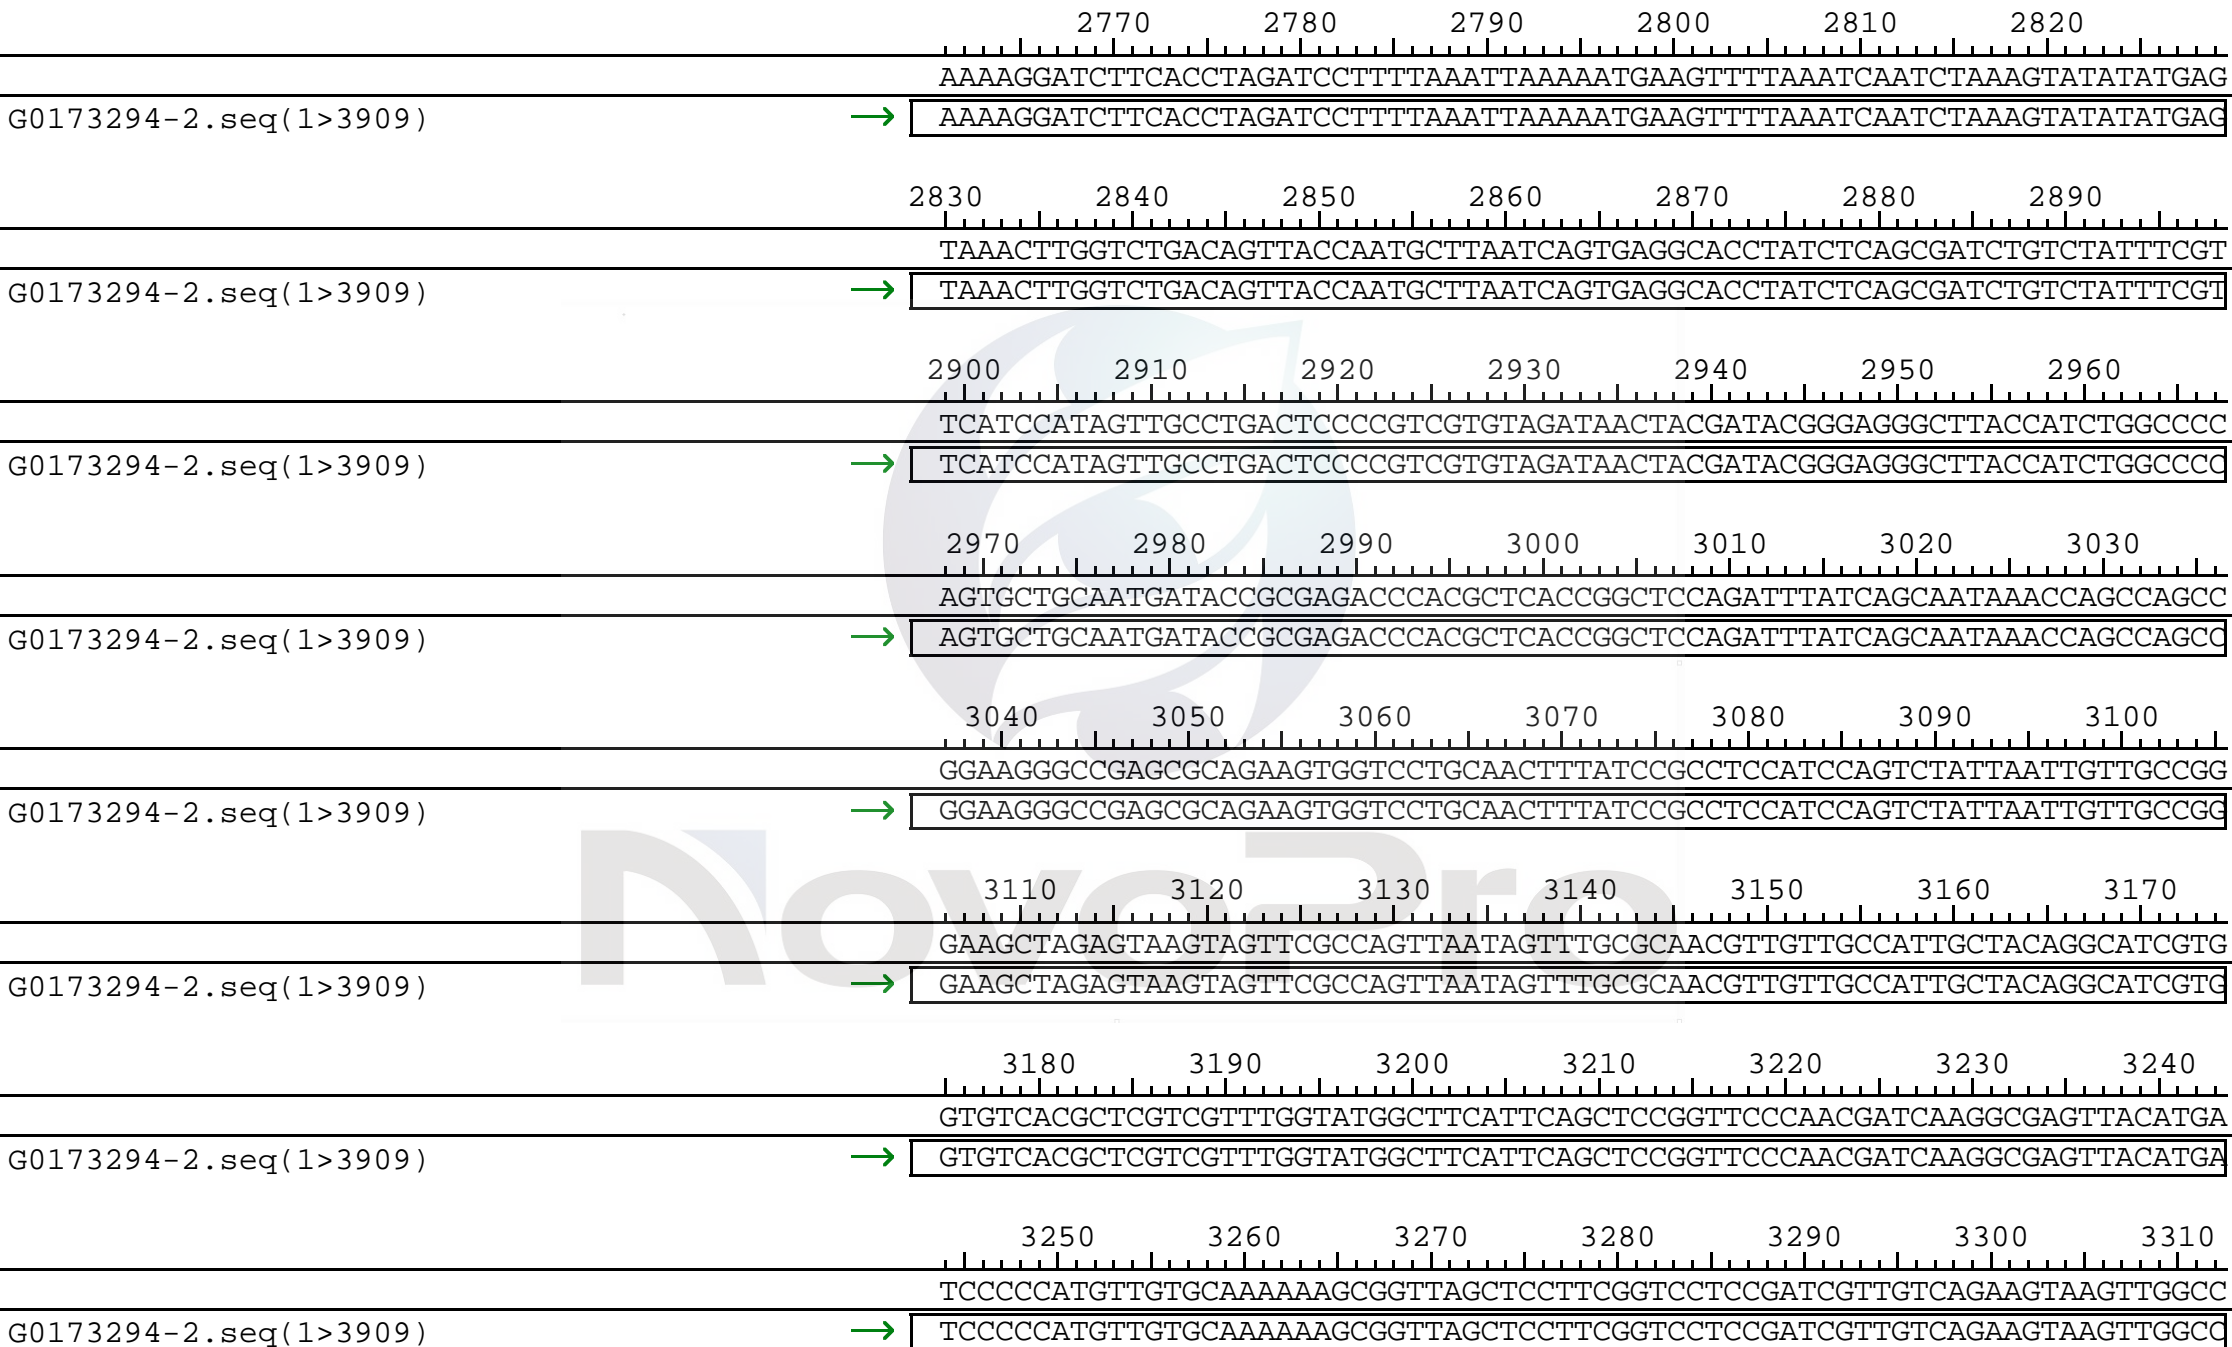 2770 2780 2790 2800 2810 2820
AAAAGGATCTTCACCTAGATCCTTTTAAATTAAAAATGAAGTTTTAAATCAATCTAAAGTATATATGAG
G0173294-2.seq(1>3909) → AAAAGGATCTTCACCTAGATCCTTTTAAATTAAAAATGAAGTTTTAAATCAATCTAAAGTATATATGAG
2830 2840 2850 2860 2870 2880 2890
TAAACTTGGTCTGACAGTTACCAATGCTTAATCAGTGAGGCACCTATCTCAGCGATCTGTCTATTTCGT
G0173294-2.seq(1>3909) → TAAACTTGGTCTGACAGTTACCAATGCTTAATCAGTGAGGCACCTATCTCAGCGATCTGTCTATTTCGT
2900 2910 2920 2930 2940 2950 2960
TCATCCATAGTTGCCTGACTCCCCGTCGTGTAGATAACTACGATACGGGAGGGCTTACCATCTGGCCCC
G0173294-2.seq(1>3909) → TCATCCATAGTTGCCTGACTCCCCGTCGTGTAGATAACTACGATACGGGAGGGCTTACCATCTGGCCCC
2970 2980 2990 3000 3010 3020 3030
AGTGCTGCAATGATACCGCGAGACCCACGCTCACCGGCTCCAGATTTATCAGCAATAAACCAGCCAGCC
G0173294-2.seq(1>3909) → AGTGCTGCAATGATACCGCGAGACCCACGCTCACCGGCTCCAGATTTATCAGCAATAAACCAGCCAGCC
3040 3050 3060 3070 3080 3090 3100
GGAAGGGCCGAGCGCAGAAGTGGTCCTGCAACTTTATCCGCCTCCATCCAGTCTATTAATTGTTGCCGG
G0173294-2.seq(1>3909) → GGAAGGGCCGAGCGCAGAAGTGGTCCTGCAACTTTATCCGCCTCCATCCAGTCTATTAATTGTTGCCGG
NovoPro
3110 3120 3130 3140 3150 3160 3170
GAAGCTAGAGTAAGTAGTTCGCCAGTTAATAGTTTGCGCAACGTTGTTGCCATTGCTACAGGCATCGTG
G0173294-2.seq(1>3909) → GAAGCTAGAGTAAGTAGTTCGCCAGTTAATAGTTTGCGCAACGTTGTTGCCATTGCTACAGGCATCGTG
3180 3190 3200 3210 3220 3230 3240
GTGTCACGCTCGTCGTTTGGTATGGCTTCATTCAGCTCCGGTTCCCAACGATCAAGGCGAGTTACATGA
G0173294-2.seq(1>3909) → GTGTCACGCTCGTCGTTTGGTATGGCTTCATTCAGCTCCGGTTCCCAACGATCAAGGCGAGTTACATGA
3250 3260 3270 3280 3290 3300 3310
TCCCCCATGTTGTGCAAAAAAGCGGTTAGCTCCTTCGGTCCTCCGATCGTTGTCAGAAGTAAGTTGGCC
G0173294-2.seq(1>3909) → TCCCCCATGTTGTGCAAAAAAGCGGTTAGCTCCTTCGGTCCTCCGATCGTTGTCAGAAGTAAGTTGGCC